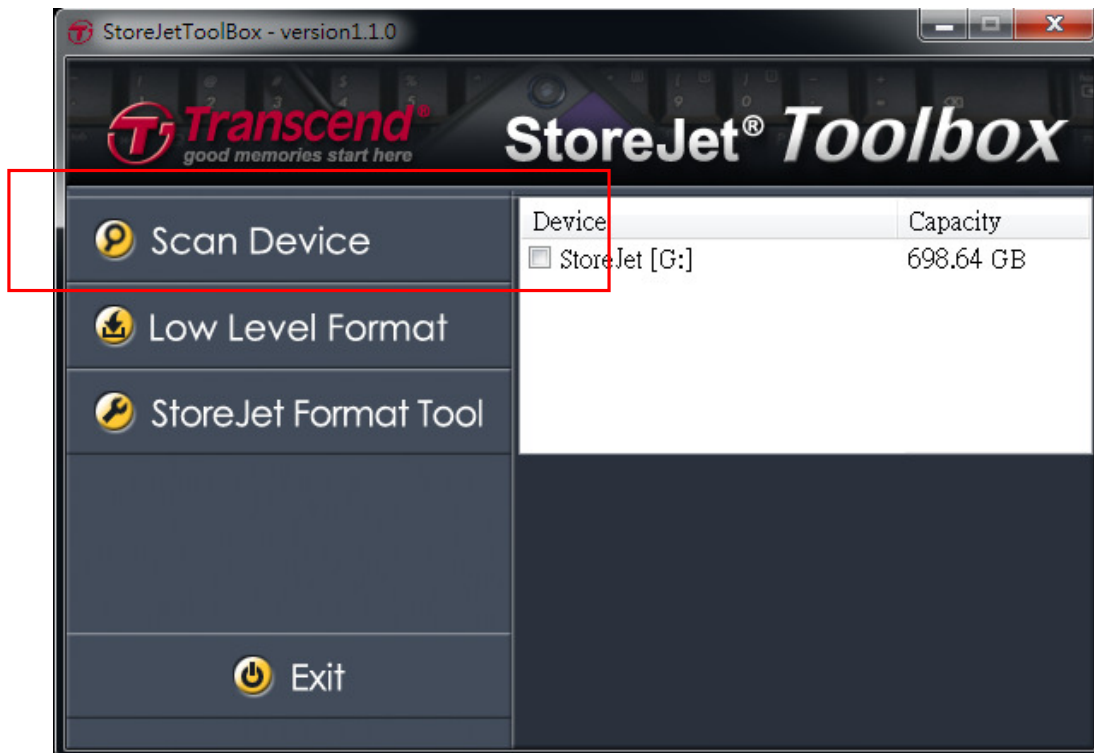 StoreJetToolBox - version1.1.0
Transcend®
good memories start here
StoreJet® Toolbox
Scan Device
Low Level Format
StoreJet Format Tool
Exit
Device Capacity
StoreJet [G:] 698.64 GB